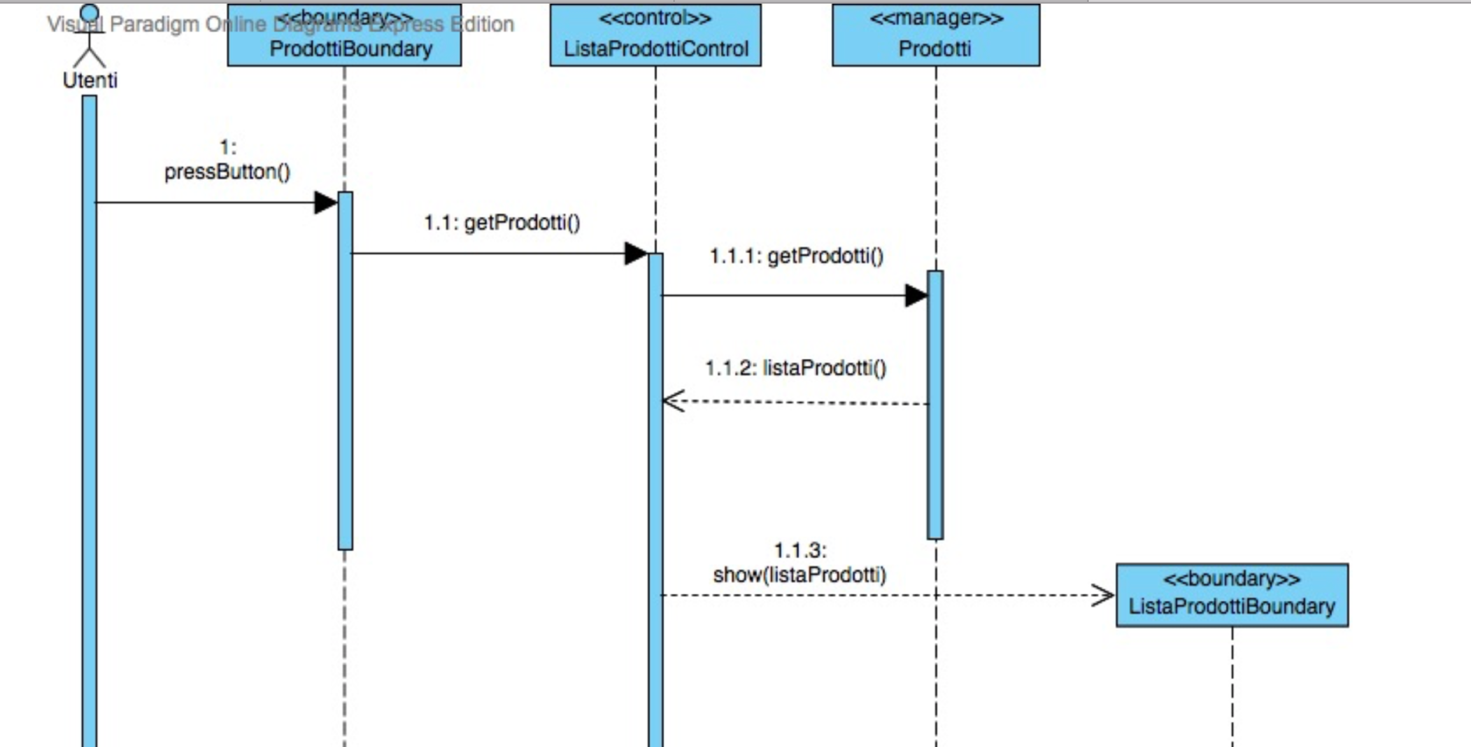 Visual Paradigm Online Diagrams Express Edition
Utenti
<<boundary>>
ProdottiBoundary
<<control>>
ListaProdottiControl
<<manager>>
Prodotti
1:
pressButton()
1.1: getProdotti()
1.1.1: getProdotti()
1.1.2: listaProdotti()
1.1.3:
show(listaProdotti)
<<boundary>>
ListaProdottiBoundary